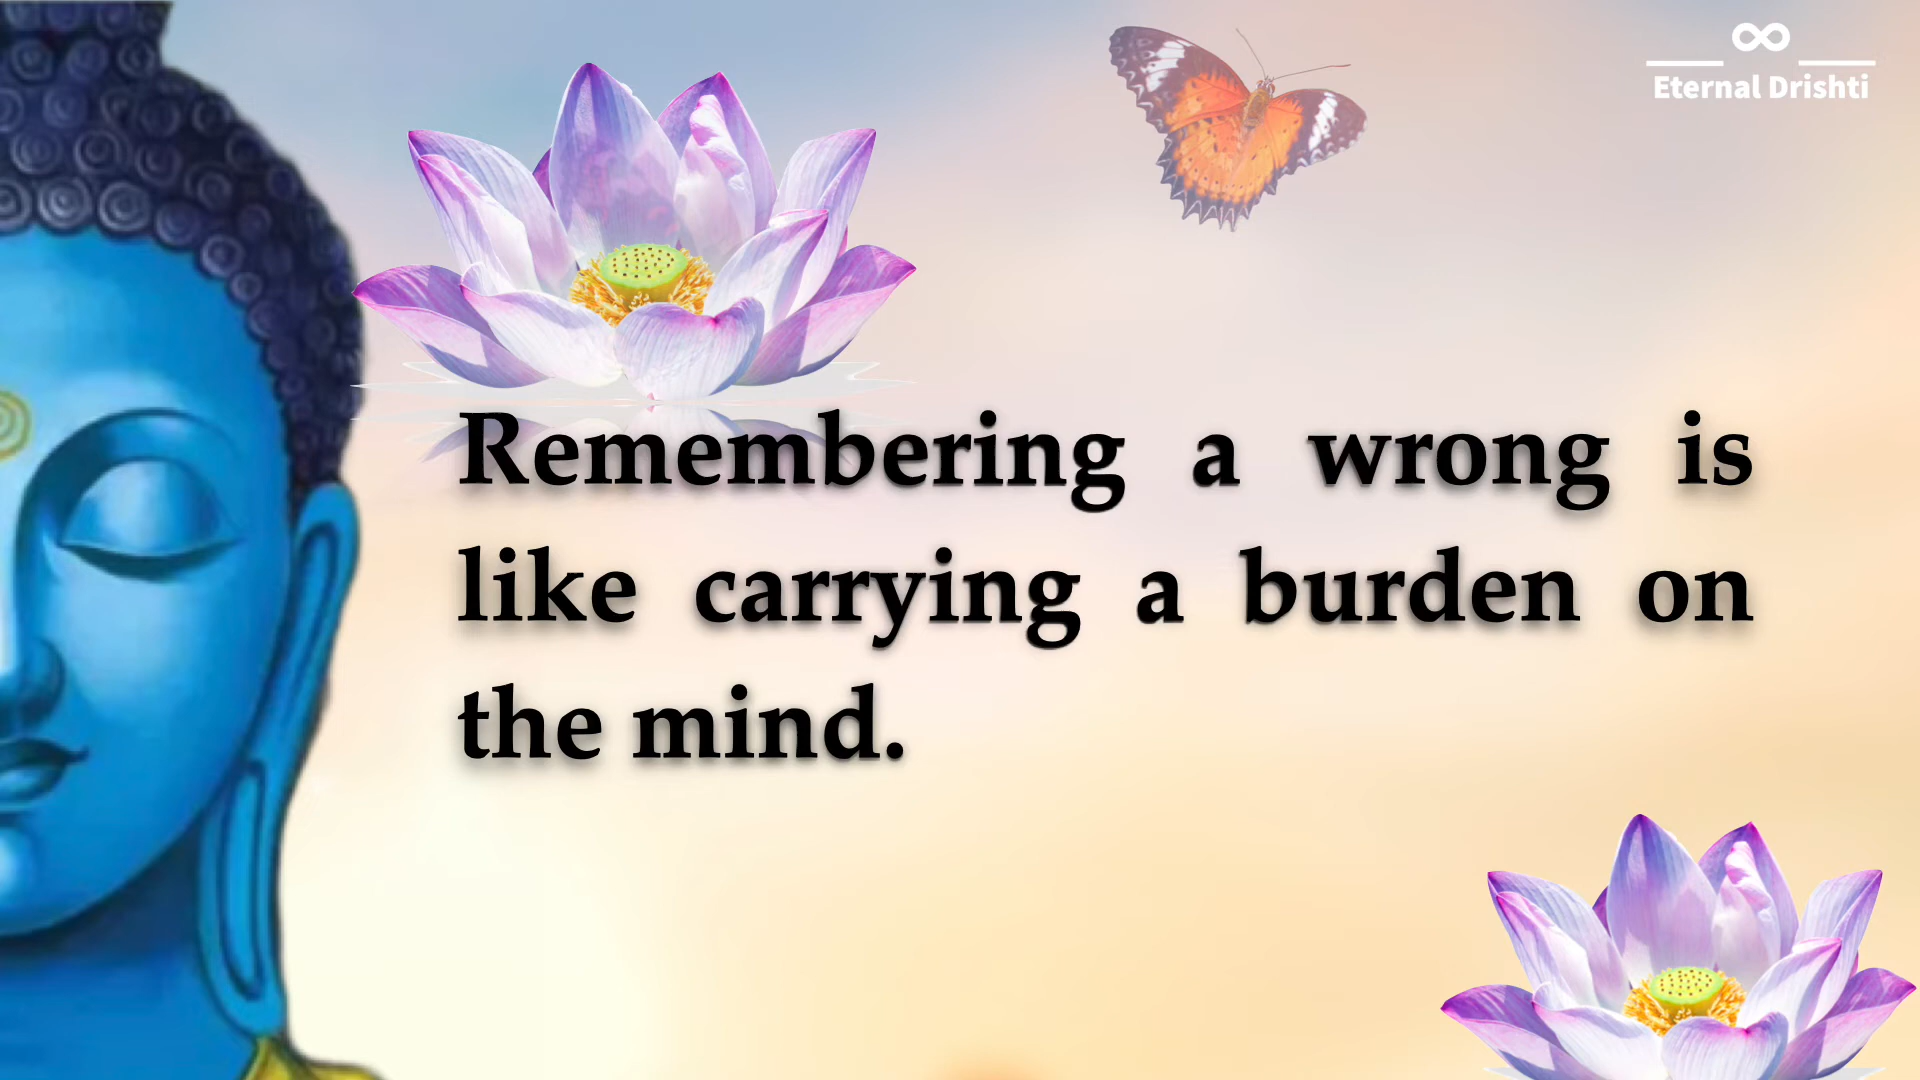 Eternal Drishti
Remembering a wrong is
like carrying a burden on
the mind.